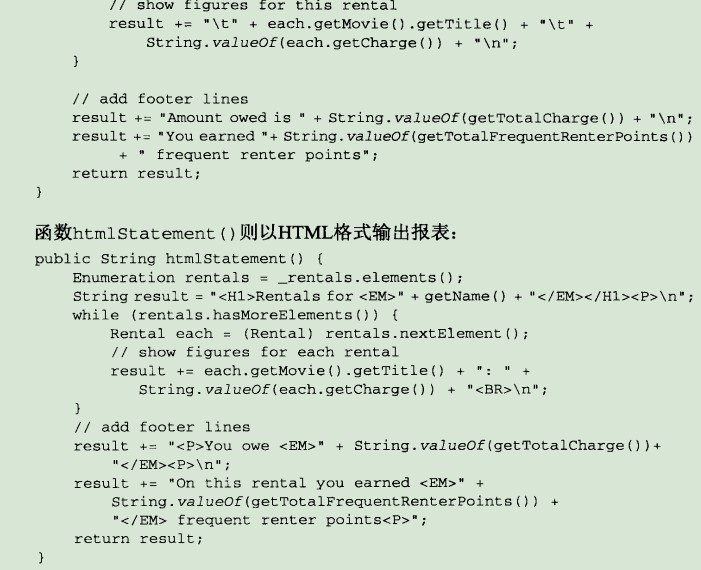 // show figures for this rental
result += "\t" + each.getMovie().getTitle() + "\t" +
String.valueOf(each.getCharge()) + "\n";
}
// add footer lines
result += "Amount owed is " + String.valueOf(getTotalCharge()) + "\n";
result += "You earned "+ String.valueOf(getTotalFrequentRenterPoints())
+ " frequent renter points";
return result;
}
函数htmlStatement()则以HTML格式输出报表：
public String htmlStatement() {
Enumeration rentals = _rentals.elements();
String result = "<H1>Rentals for <EM>" + getName() + "</EM></H1><P>\n";
while (rentals.hasMoreElements()) {
Rental each = (Rental) rentals.nextElement();
// show figures for each rental
result += each.getMovie().getTitle() + ": " +
String.valueOf(each.getCharge()) + "<BR>\n";
}
// add footer lines
result += "<P>You owe <EM>" + String.valueOf(getTotalCharge())+
"</EM><P>\n";
result += "On this rental you earned <EM>" +
String.valueOf(getTotalFrequentRenterPoints()) +
"</EM> frequent renter points<P>";
return result;
}